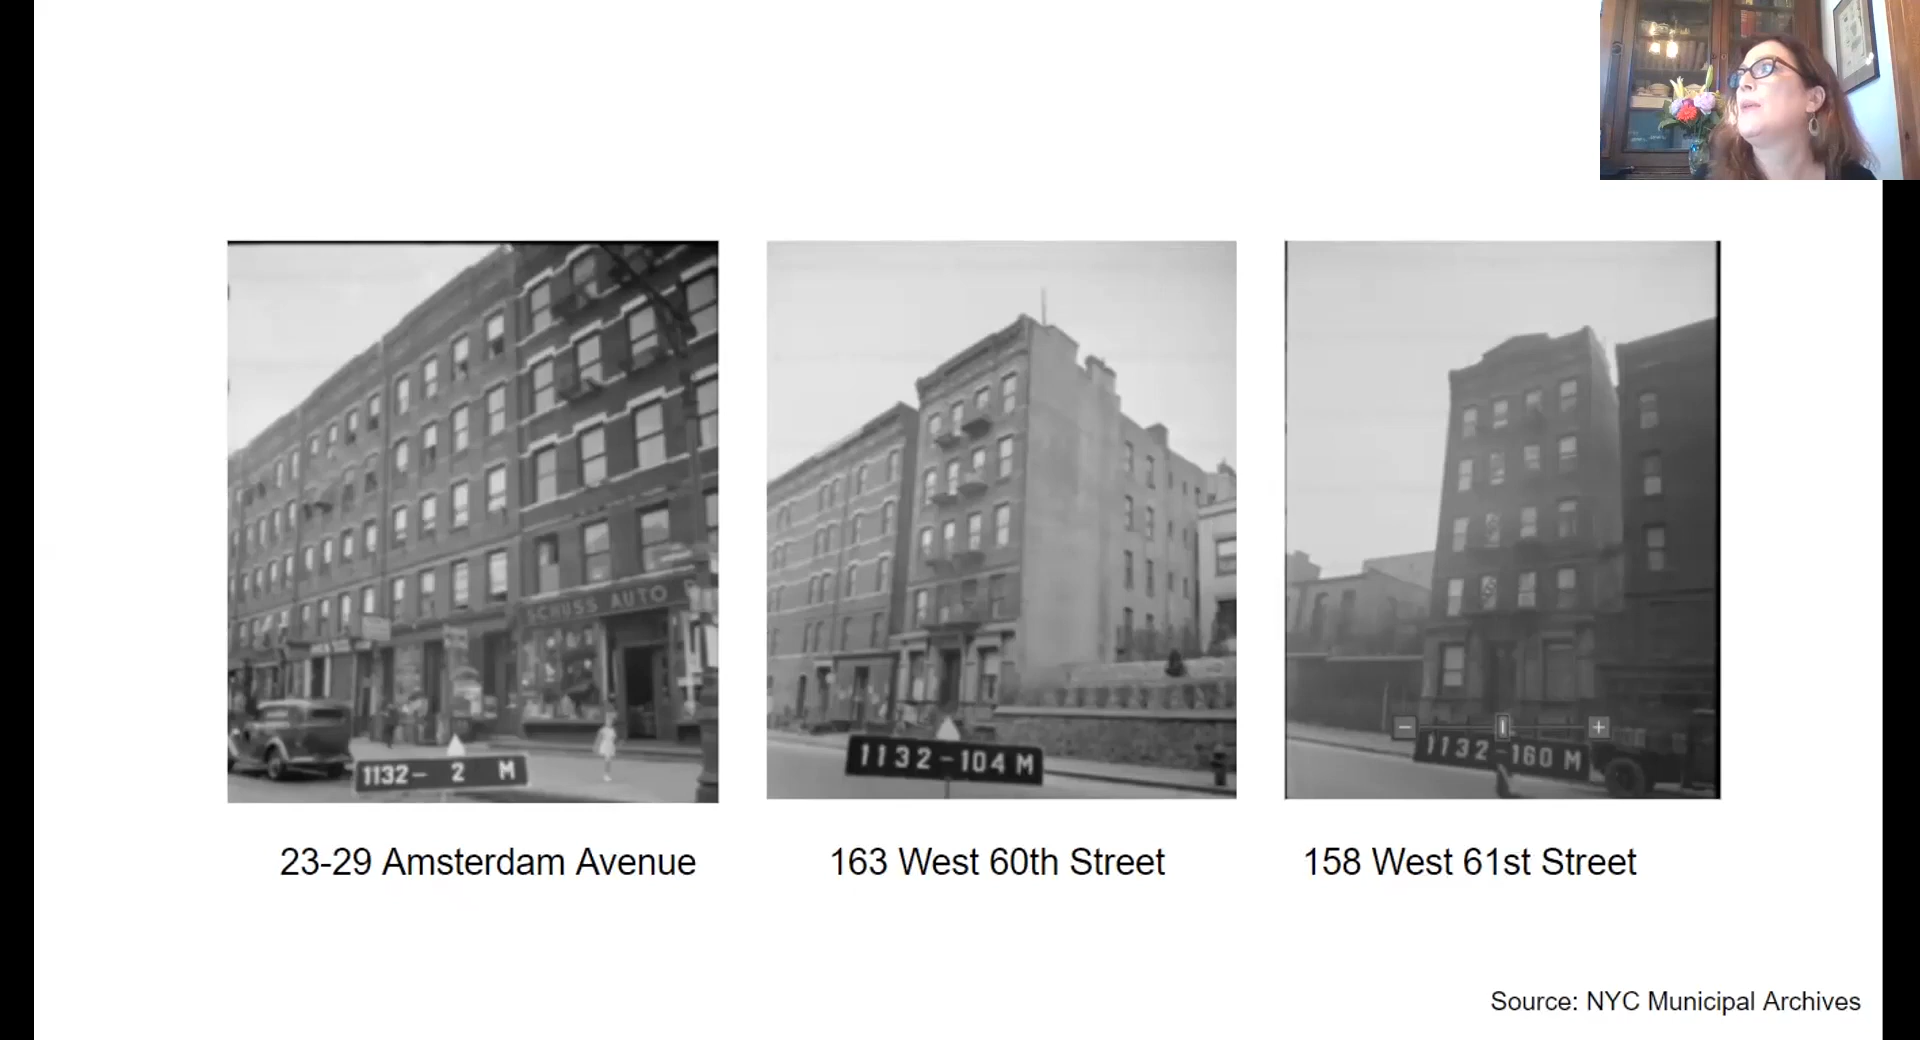 SCHUSS AUTO
1132- 2 M
1132-104 M
1132-160 M
23-29 Amsterdam Avenue
163 West 60th Street
158 West 61st Street
Source: NYC Municipal Archives